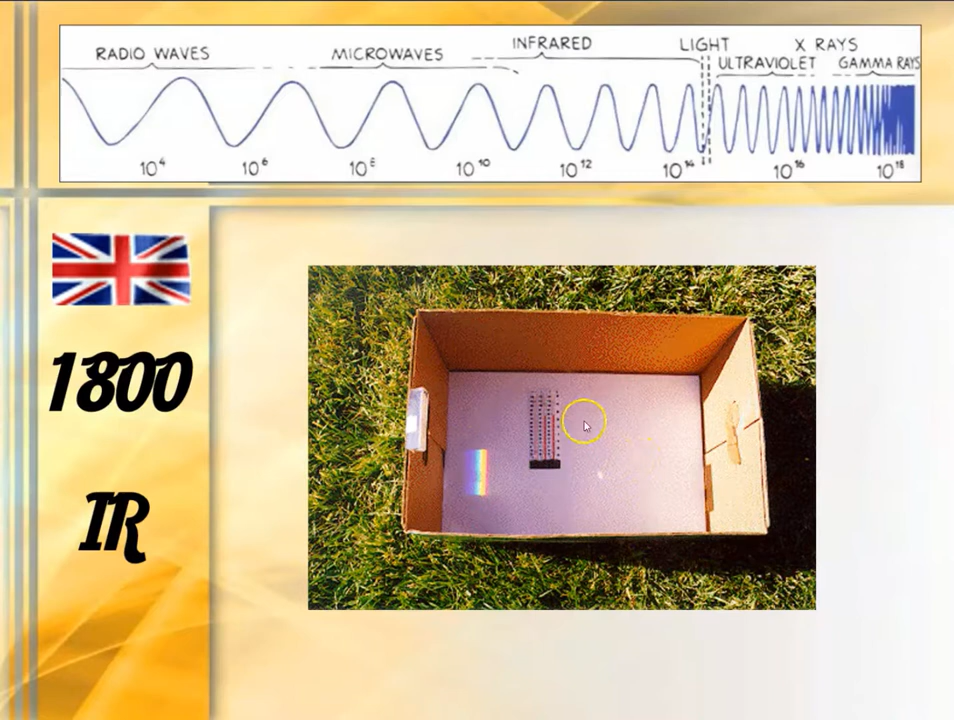 RADIO WAVES MICROWAVES INFRARED LIGHT X RAYS
ULTRAVIOLET GAMMA RAYS
10⁴ 10⁶ 10⁸ 10¹⁰ 10¹² 10¹⁴ 10¹⁶ 10¹⁸
1800
IR